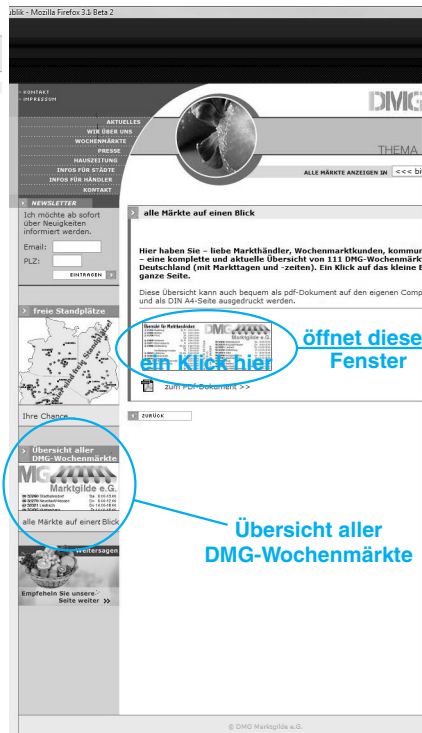 blik - Mozilla Firefox 3.1 Beta 2
› KONTAKT
› IMPRESSUM
DMG
AKTUELLES
WIR ÜBER UNS
WOCHENMÄRKTE
PRESSE
HAUSZEITUNG
INFOS FÜR STÄDTE
INFOS FÜR HÄNDLER
KONTAKT
THEMA
ALLE MÄRKTE ANZEIGEN IN <<< bi
NEWSLETTER
Ich möchte ab sofort
über Neuigkeiten
informiert werden.
Email:
PLZ:
EINTRAGEN
alle Märkte auf einen Blick
Hier haben Sie – liebe Markthändler, Wochenmarktkunden, kommun
– eine komplette und aktuelle Übersicht von 111 DMG-Wochenmärkt
Deutschland (mit Markttagen und -zeiten). Ein Klick auf das kleine B
ganze Seite.
Diese Übersicht kann auch bequem als pdf-Dokument auf den eigenen Comp
und als DIN A4-Seite ausgedruckt werden.
Übersicht für Marktbeschicker
DMG
Marktgilde e.G.
ein Klick hier
öffnet diese
Fenster
zum PDF-Dokument >>
ZURÜCK
freie Standplätze
Ihre Chance
Übersicht aller
DMG-Wochenmärkte
MG
Marktgilde e.G.
alle Märkte auf einen Blick
Übersicht aller
DMG-Wochenmärkte
Weitersagen
Empfeheln Sie unsere
Seite weiter >>
© DMG Marktgilde e.G.